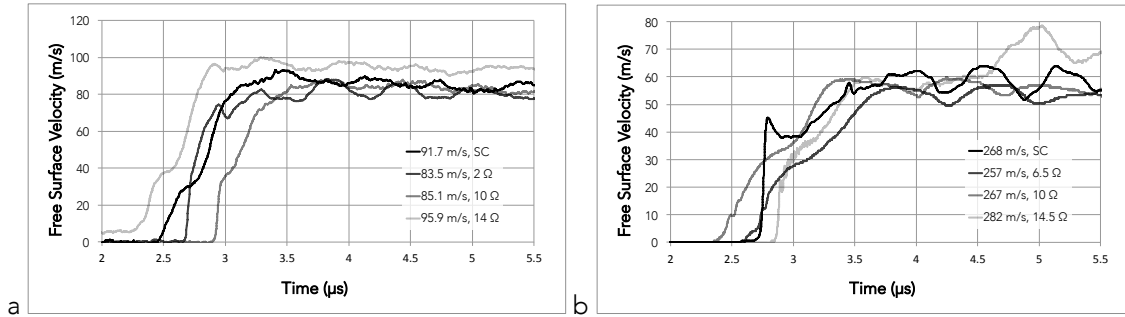 120
100
80
60
40
20
0
Free Surface Velocity (m/s)
91.7 m/s, SC
83.5 m/s, 2 Ω
85.1 m/s, 10 Ω
95.9 m/s, 14 Ω
2 2.5 3 3.5 4 4.5 5 5.5
Time (µs)
a
80
70
60
50
40
30
20
10
0
Free Surface Velocity (m/s)
268 m/s, SC
257 m/s, 6.5 Ω
267 m/s, 10 Ω
282 m/s, 14.5 Ω
2 2.5 3 3.5 4 4.5 5 5.5
Time (µs)
b